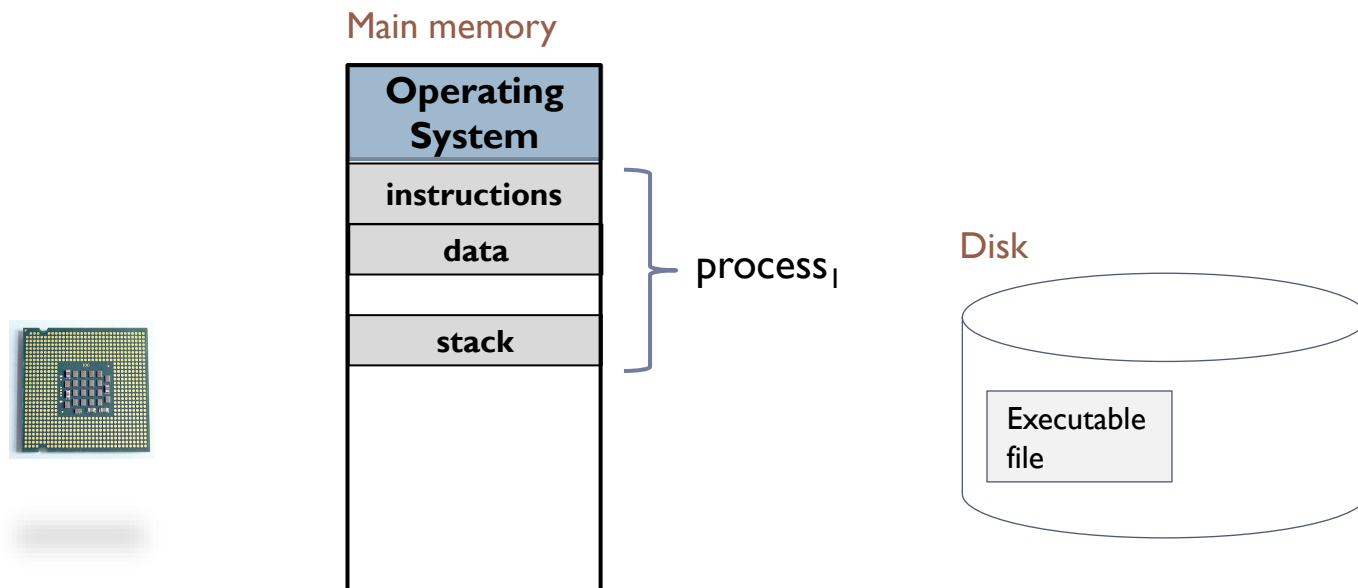 Main memory
Operating
System
instructions
data
stack
process₁
Disk
Executable
file